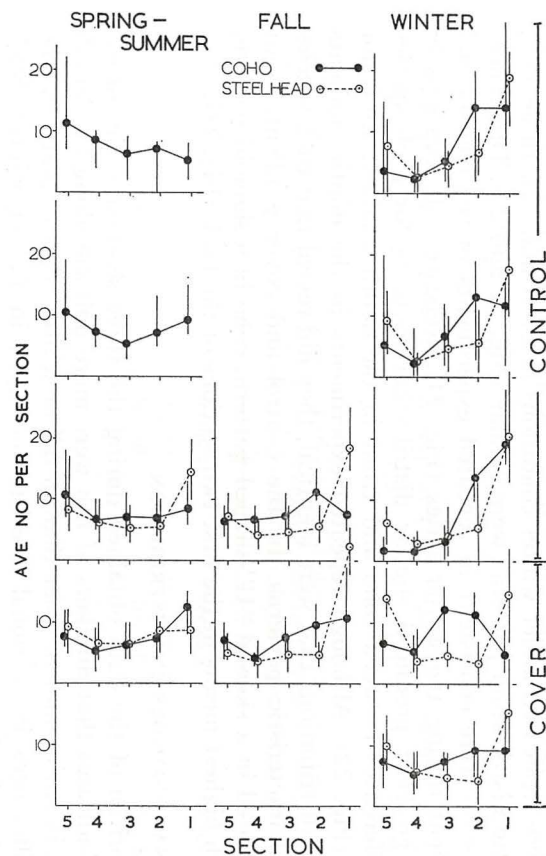 SPRING – SUMMER
FALL
WINTER
COHO
STEELHEAD
20
10
20
10
20
10
10
10
AVE NO PER SECTION
CONTROL
COVER
5 4 3 2 1
5 4 3 2 1
5 4 3 2 1
SECTION